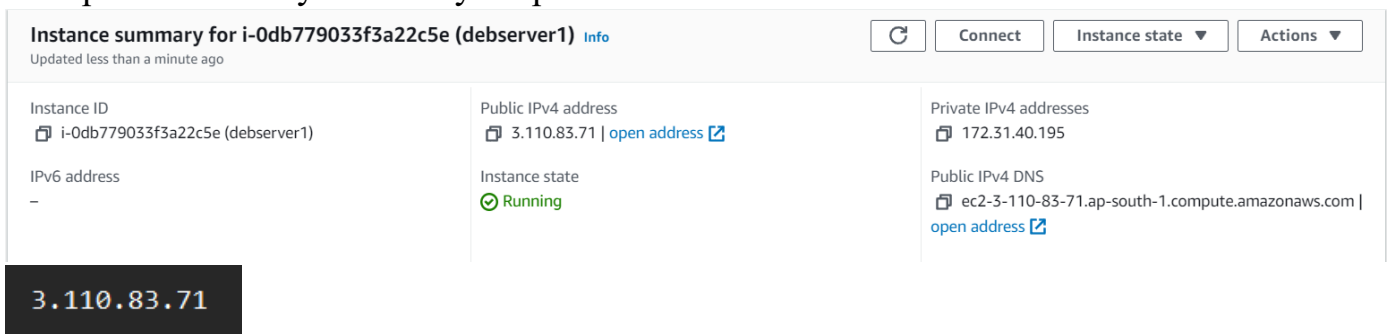 Instance summary for i-0db779033f3a22c5e (debserver1) Info
Updated less than a minute ago
Connect
Instance state
Actions
Instance ID
i-0db779033f3a22c5e (debserver1)
Public IPv4 address
3.110.83.71 | open address
Private IPv4 addresses
172.31.40.195
IPv6 address
–
Instance state
Running
Public IPv4 DNS
ec2-3-110-83-71.ap-south-1.compute.amazonaws.com |
open address
3.110.83.71